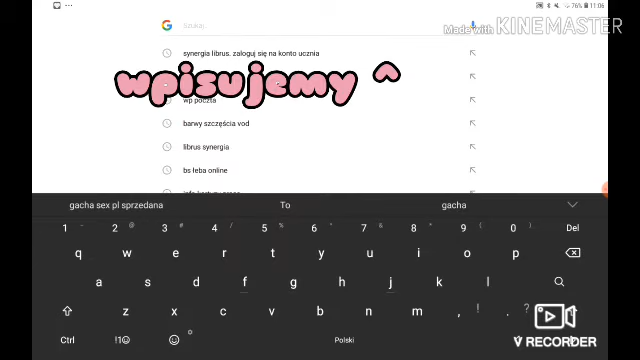 76% 11:06
Szukaj.
Made with KINEMASTER
synergia librus. zaloguj się na konto ucznia
wpisujemy ^
wp poczta
barwy szczęścia vod
librus synergia
bs łeba online
gacha sex pl sprzedana To gacha
1 2 3 4 5 6 7 8 9 0 Del
q w e r t y u i o p
a s d f g h j k l
z x c v b n m , ! . ?
Ctrl !1☺ Polski
V RECORDER